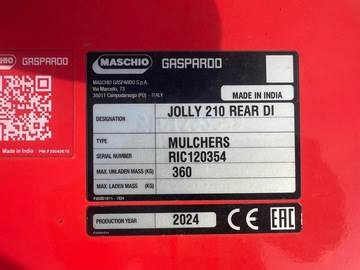 MASCHIO GASPARDO
MASCHIO GASPARDO S.p.A.
Via Marcello, 73
35011 Campodarsego (PD) - ITALY
MADE IN INDIA
DESIGNATION JOLLY 210 REAR DI
TYPE MULCHERS
SERIAL NUMBER RIC120354
MAX. UNLADEN MASS (KG) 360
MAX. LADEN MASS (KG)
PRODUCTION YEAR 2024 CE EAC
CHIO GASPARDO
Made in India